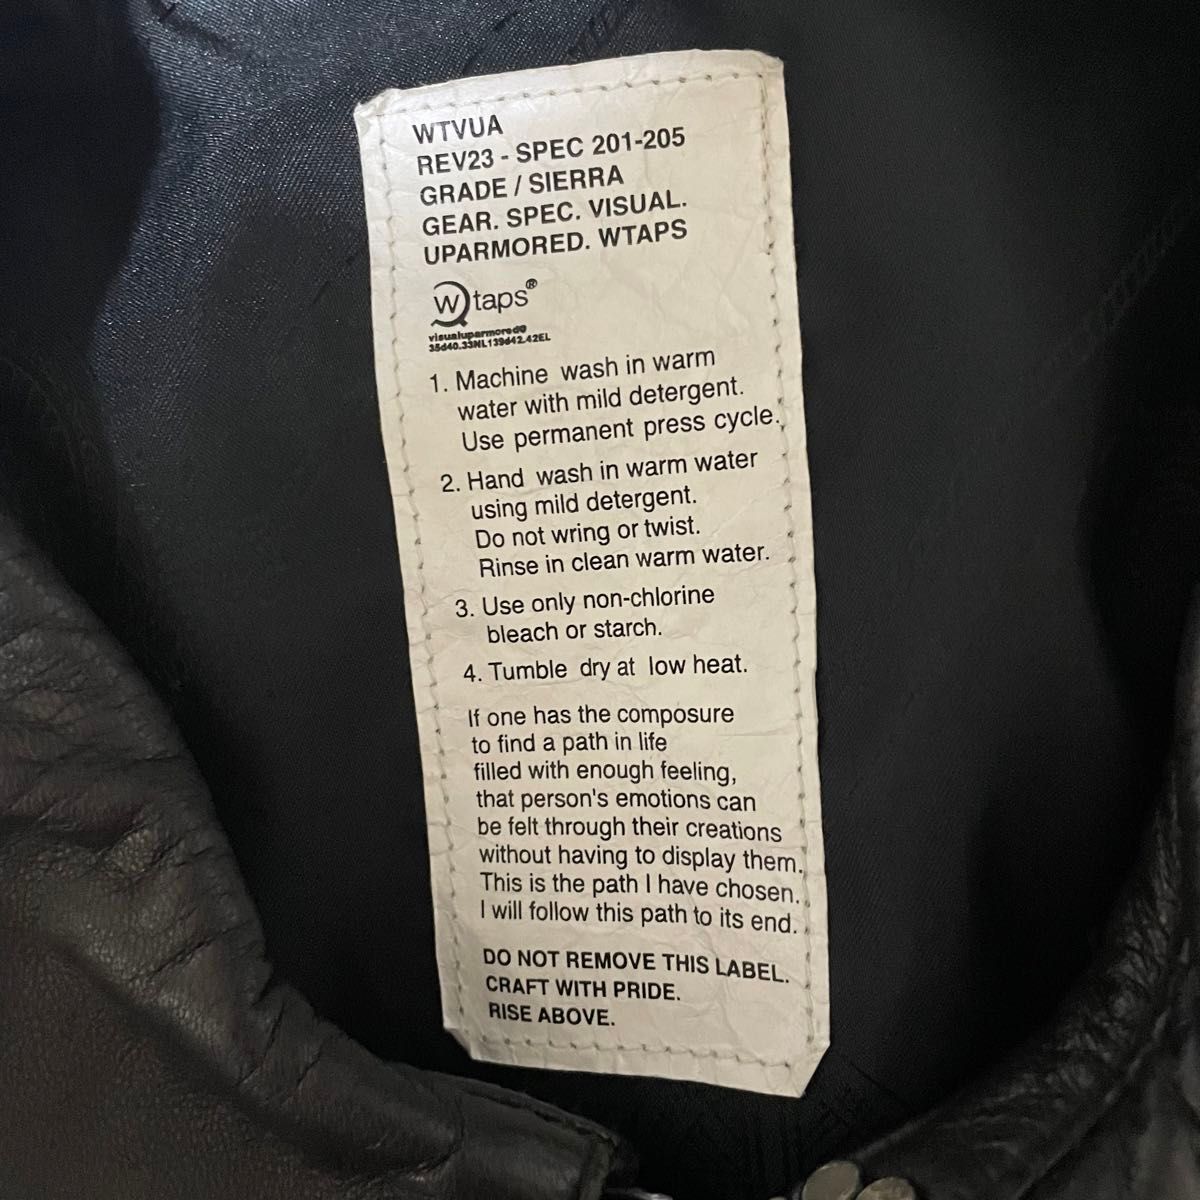 WTVUA
REV23 - SPEC 201-205
GRADE / SIERRA
GEAR. SPEC. VISUAL.
UPARMORED. WTAPS
Wtaps®
visualuparmored®
35d40.33NL139d42.42EL
1. Machine wash in warm
water with mild detergent.
Use permanent press cycle.
2. Hand wash in warm water
using mild detergent.
Do not wring or twist.
Rinse in clean warm water.
3. Use only non-chlorine
bleach or starch.
4. Tumble dry at low heat.
If one has the composure
to find a path in life
filled with enough feeling,
that person's emotions can
be felt through their creations
without having to display them.
This is the path I have chosen.
I will follow this path to its end.
DO NOT REMOVE THIS LABEL.
CRAFT WITH PRIDE.
RISE ABOVE.